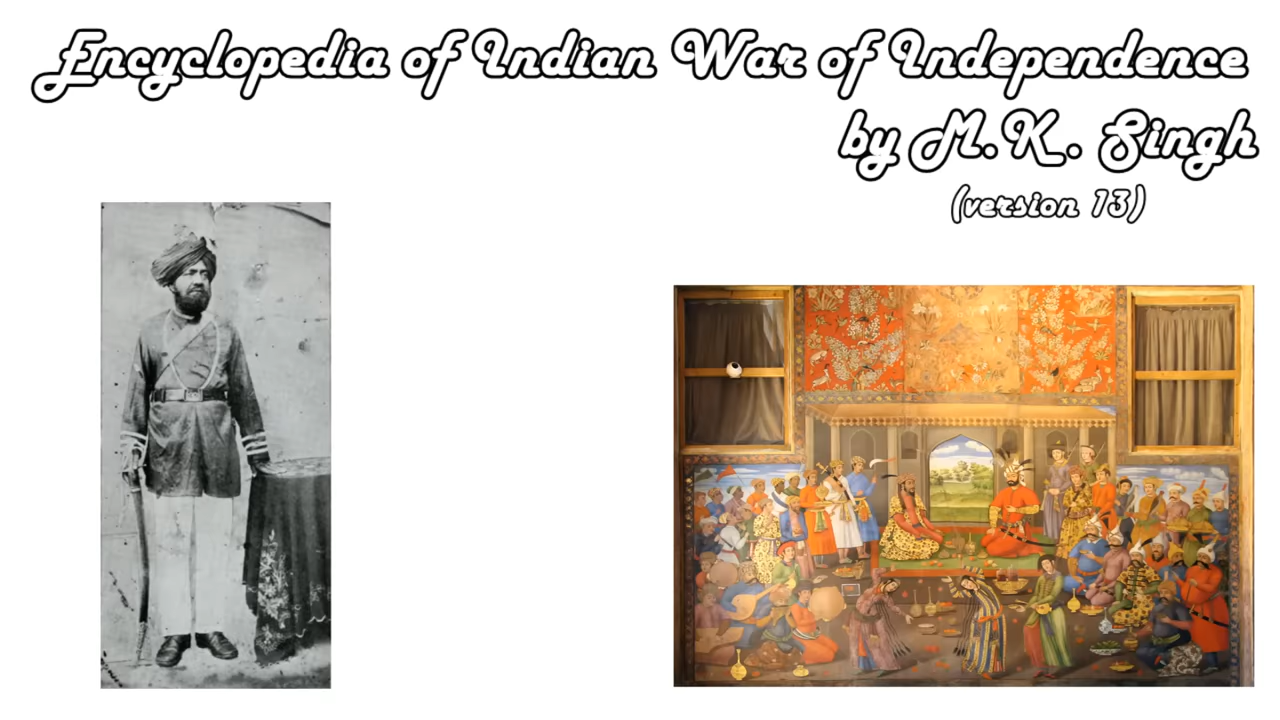 Encyclopedia of Indian War of Independence
by M.K. Singh
(version 13)